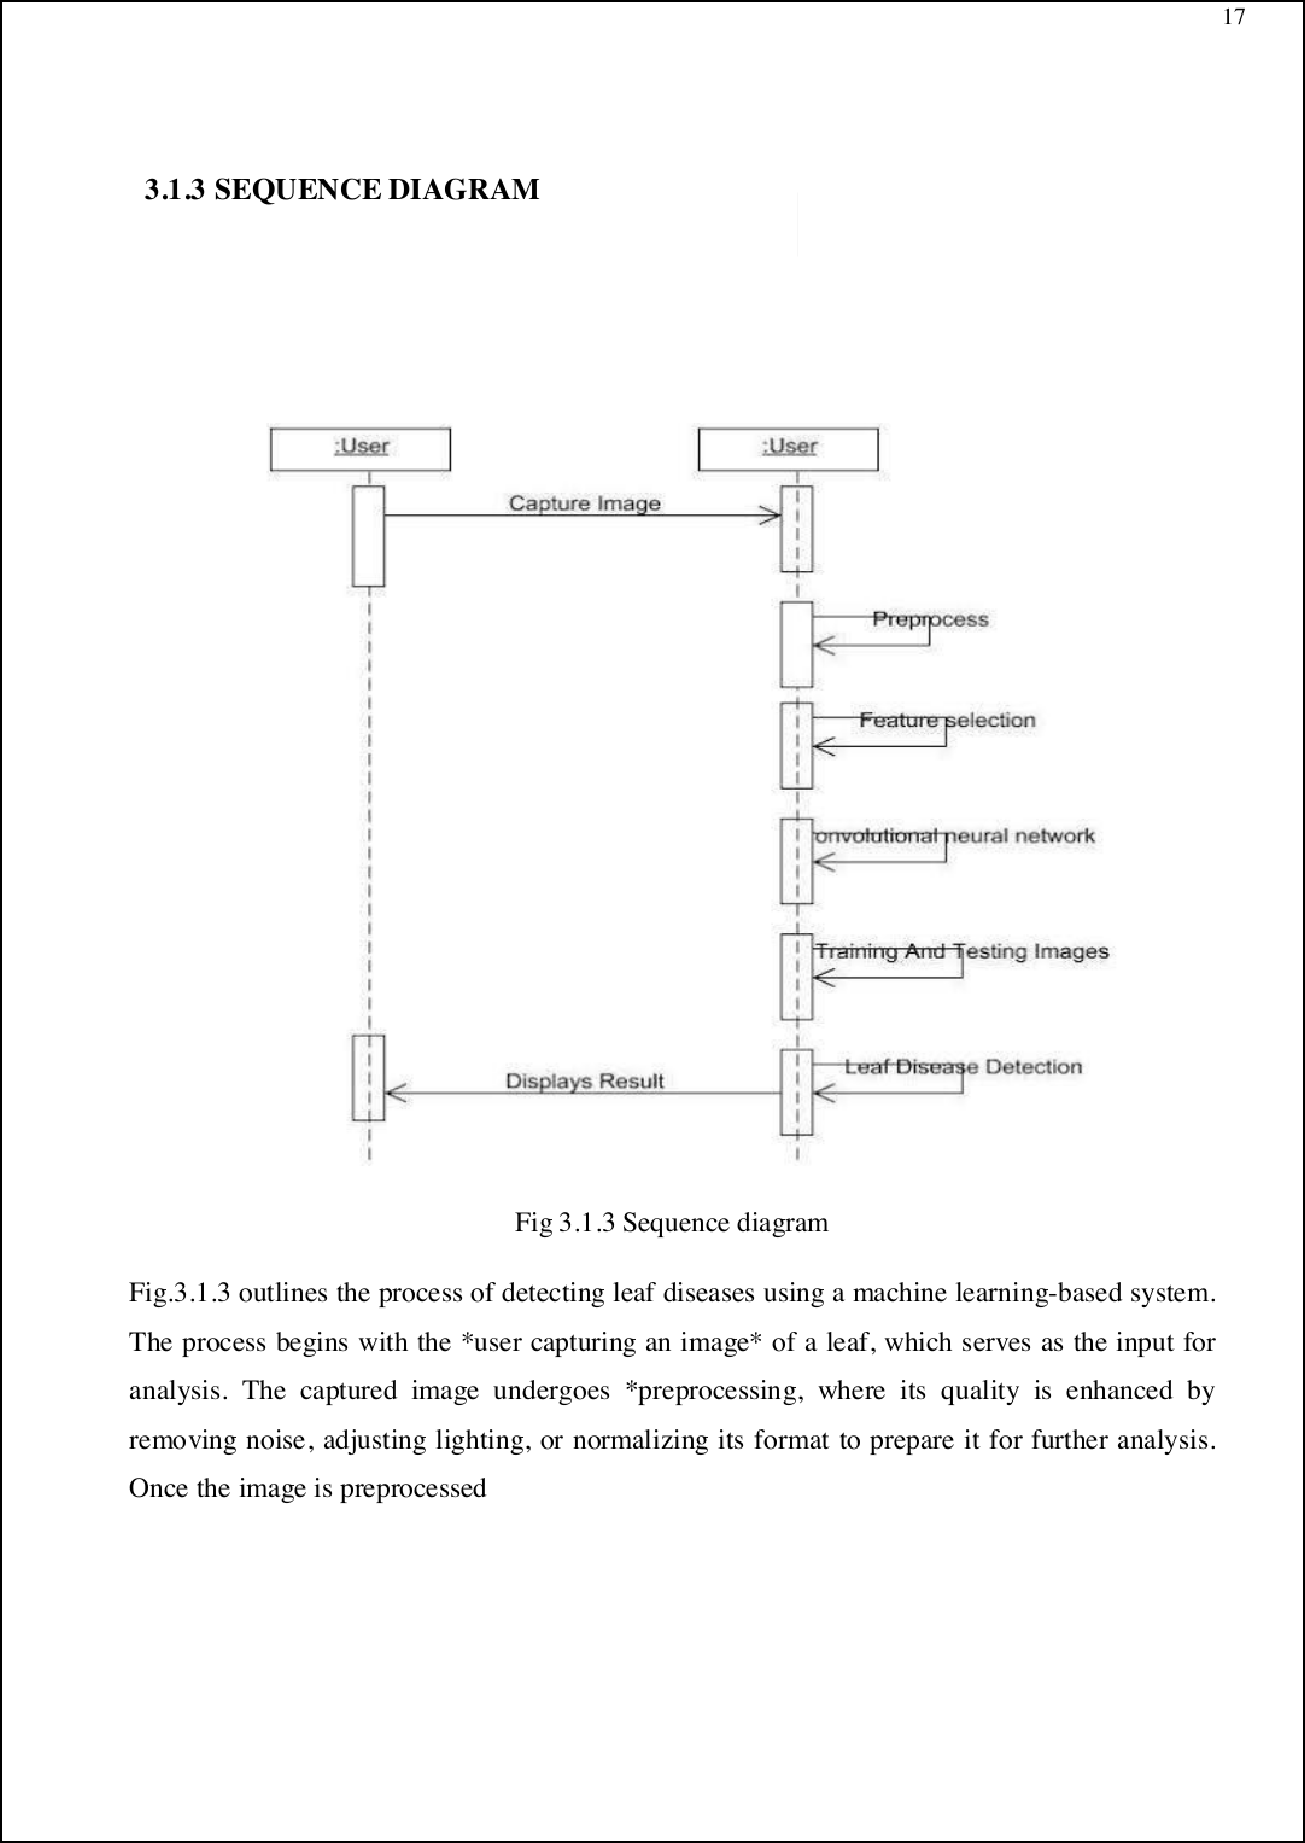 17
3.1.3 SEQUENCE DIAGRAM
:User
:User
Capture Image
Preprocess
Feature selection
onvolutional neural network
Training And Testing Images
Leaf Disease Detection
Displays Result
Fig 3.1.3 Sequence diagram
Fig.3.1.3 outlines the process of detecting leaf diseases using a machine learning-based system.
The process begins with the *user capturing an image* of a leaf, which serves as the input for
analysis. The captured image undergoes *preprocessing, where its quality is enhanced by
removing noise, adjusting lighting, or normalizing its format to prepare it for further analysis.
Once the image is preprocessed